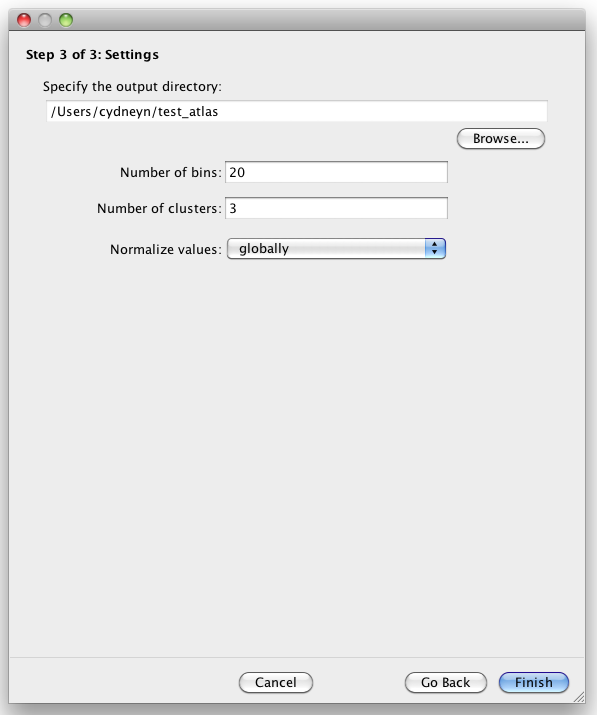 Step 3 of 3: Settings
Specify the output directory:
/Users/cydneyn/test_atlas
Browse...
Number of bins: 20
Number of clusters: 3
Normalize values: globally
Cancel Go Back Finish